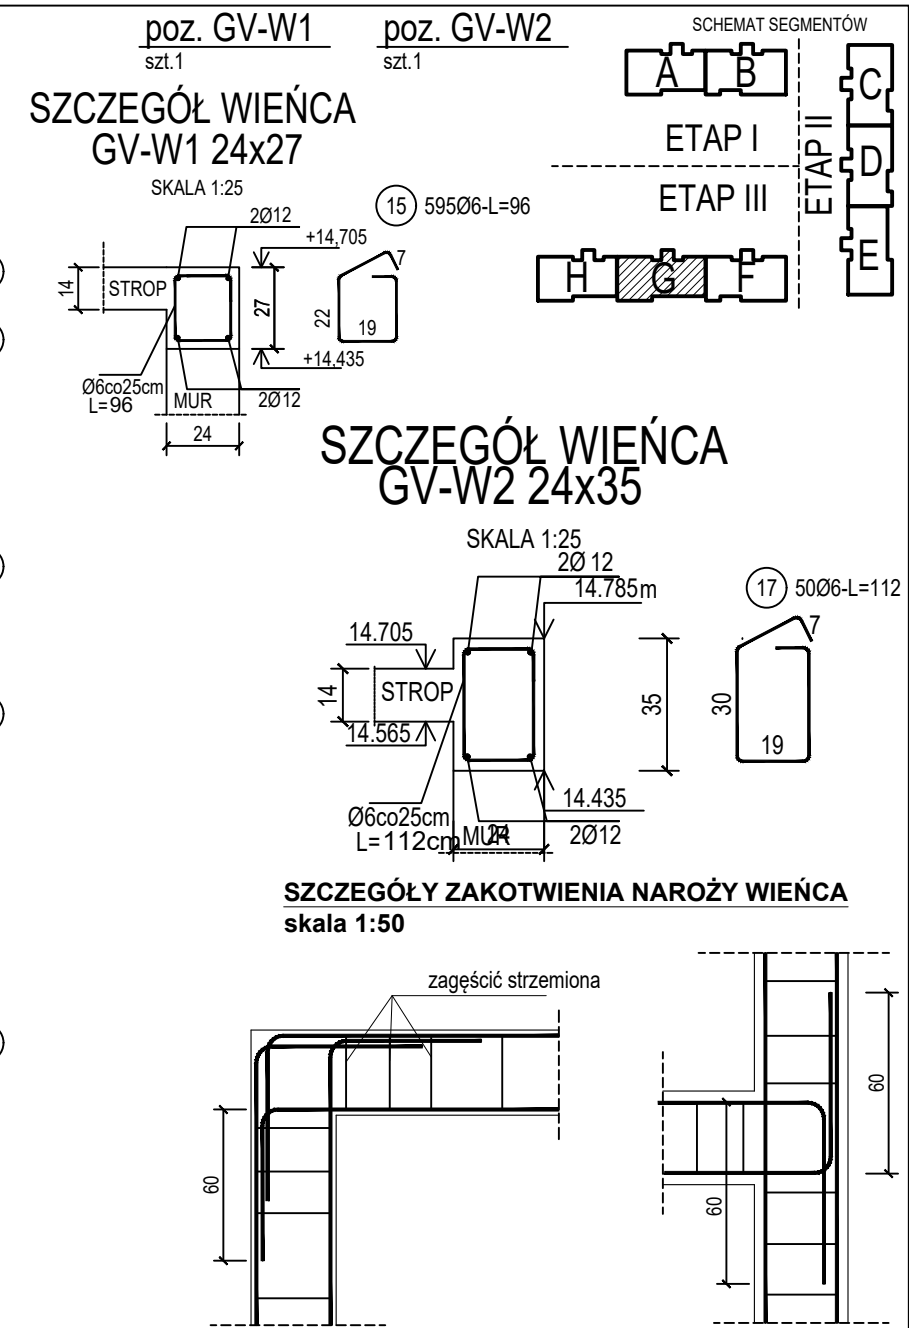 poz. GV-W1
szt.1
poz. GV-W2
szt.1
SCHEMAT SEGMENTÓW
A
B
C
D
E
F
G
H
ETAP I
ETAP II
ETAP III
SZCZEGÓŁ WIEŃCA
GV-W1 24x27
SKALA 1:25
2Ø12
15
595Ø6-L=96
+14,705
7
14
STROP
27
22
19
+14,435
Ø6co25cm
L=96
MUR
2Ø12
24
SZCZEGÓŁ WIEŃCA
GV-W2 24x35
SKALA 1:25
2Ø 12
14.785m
17
50Ø6-L=112
7
14.705
14
STROP
35
30
14.565
19
14.435
Ø6co25cm
L=112cm
MUR
24
2Ø12
SZCZEGÓŁY ZAKOTWIENIA NAROŻY WIEŃCA
skala 1:50
zagęścić strzemiona
60
60
60